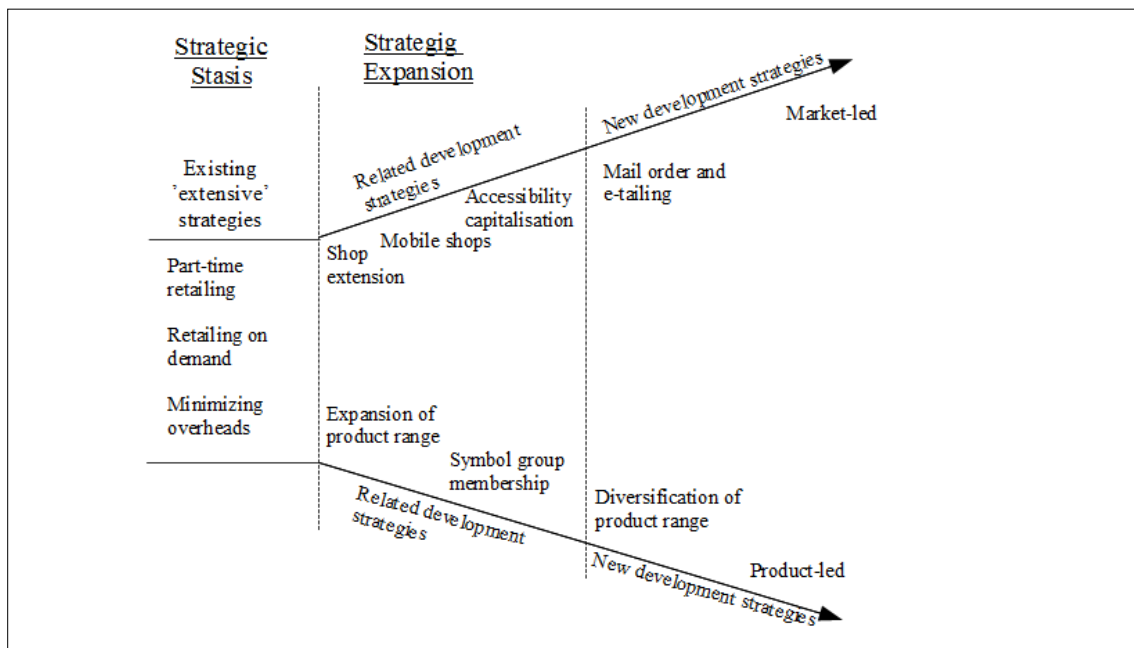 Strategic
Stasis
Strategig
Expansion
New development strategies
Market-led
Related development
strategies
Existing
'extensive'
strategies
Accessibility
capitalisation
Mail order and
e-tailing
Mobile shops
Shop
extension
Part-time
retailing
Retailing on
demand
Minimizing
overheads
Expansion of
product range
Symbol group
membership
Diversification of
product range
Related development
strategies
Product-led
New development strategies